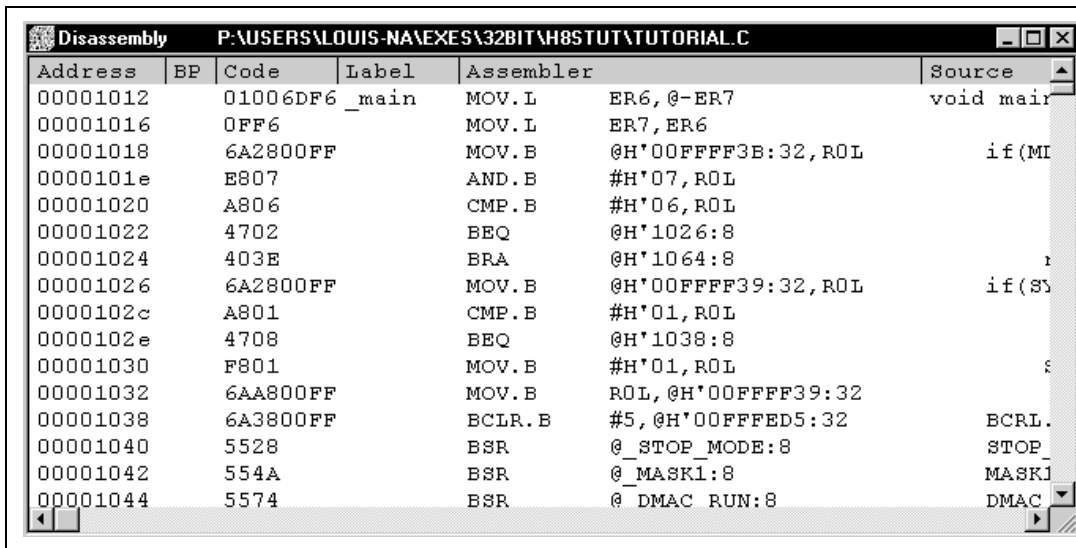 Disassembly P:\USERS\LOUIS-NA\EXES\32BIT\H8STUT\TUTORIAL.C
Address BP Code Label Assembler Source
00001012 01006DF6 _main MOV.L ER6,@-ER7 void main
00001016 0FF6 MOV.L ER7,ER6
00001018 6A2800FF MOV.B @H'00FFFF3B:32,R0L if(MD
0000101e E807 AND.B #H'07,R0L
00001020 A806 CMP.B #H'06,R0L
00001022 4702 BEQ @H'1026:8
00001024 403E BRA @H'1064:8
00001026 6A2800FF MOV.B @H'00FFFF39:32,R0L if(SY
0000102c A801 CMP.B #H'01,R0L
0000102e 4708 BEQ @H'1038:8
00001030 F801 MOV.B #H'01,R0L
00001032 6AA800FF MOV.B R0L,@H'00FFFF39:32
00001038 6A3800FF BCLR.B #5,@H'00FFFED5:32 BCRL.
00001040 5528 BSR @_STOP_MODE:8 STOP_
00001042 554A BSR @_MASK1:8 MASK1
00001044 5574 BSR @_DMAC_RUN:8 DMAC_